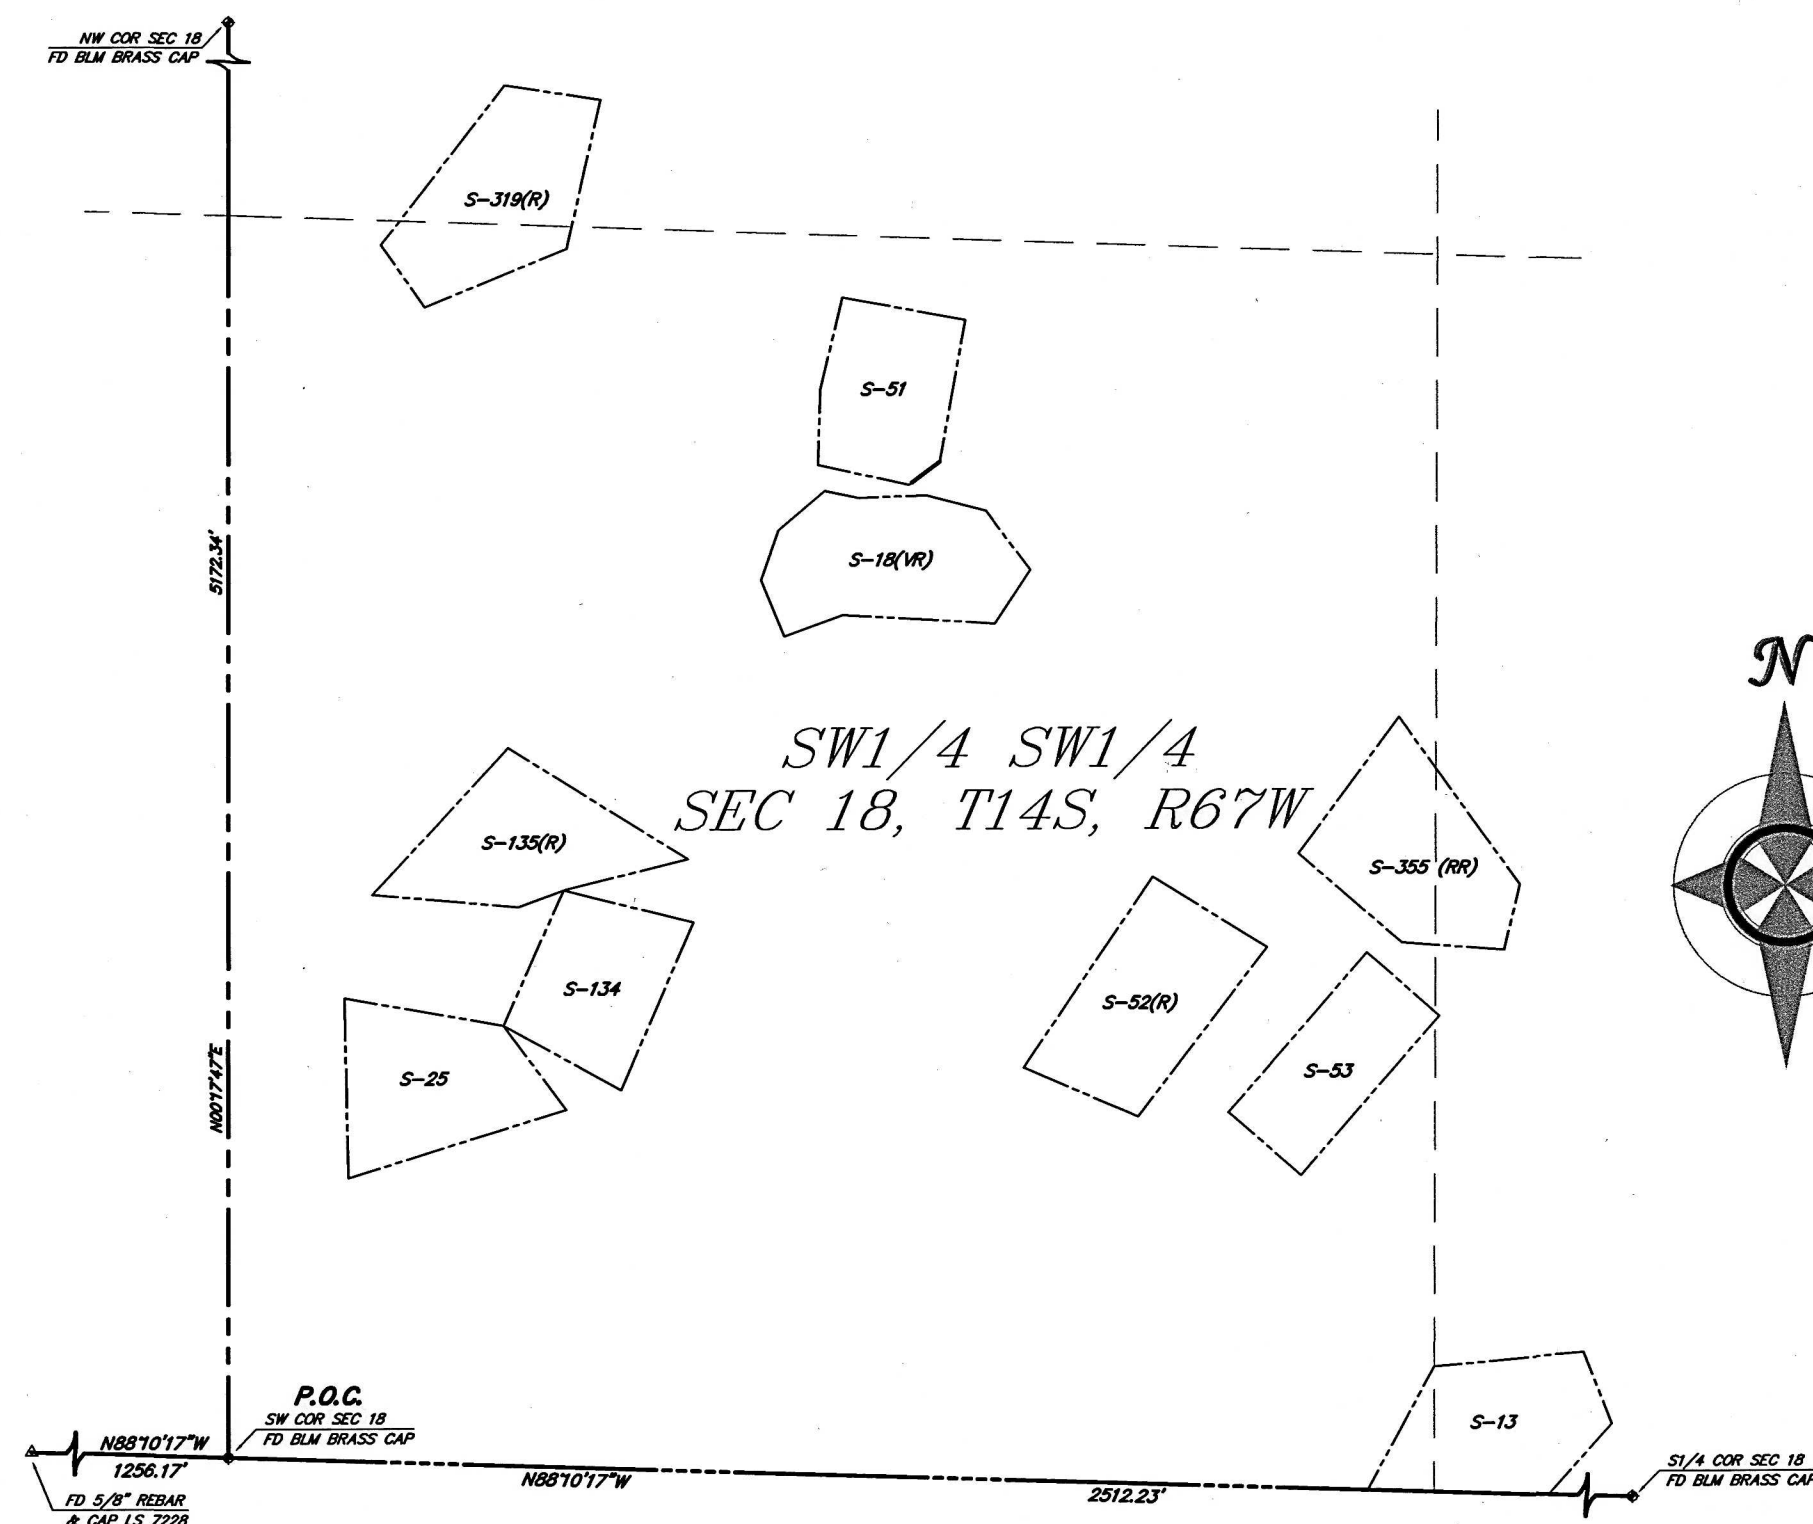 NW COR SEC 18
FD BLM BRASS CAP
S-319(R)
S-51
S-18(VR)
5172.34'
N
SW1/4 SW1/4
SEC 18, T14S, R67W
S-135(R)
S-355 (RR)
S-134
S-52(R)
S-25
S-53
N00°17'47"E
P.O.C.
SW COR SEC 18
FD BLM BRASS CAP
S-13
N88°10'17"W
1256.17'
N88°10'17"W
2512.23'
S1/4 COR SEC 18
FD BLM BRASS CAP
FD 5/8" REBAR
& CAP LS 7228